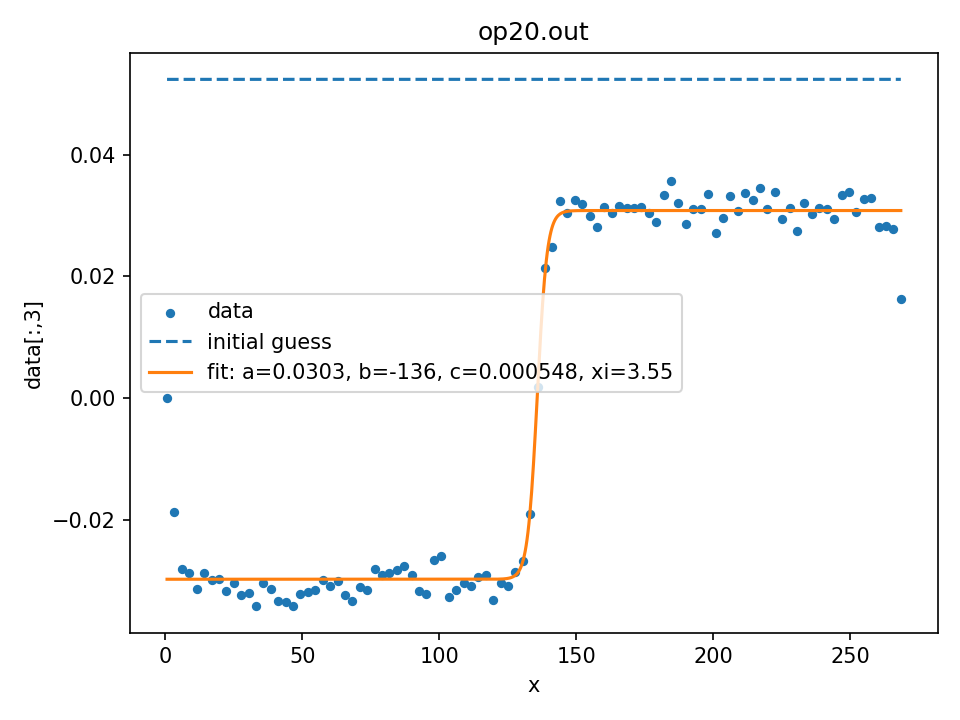 op20.out
0.04
0.02
0.00
−0.02
data[:,3]
data
initial guess
fit: a=0.0303, b=-136, c=0.000548, xi=3.55
0 50 100 150 200 250
x